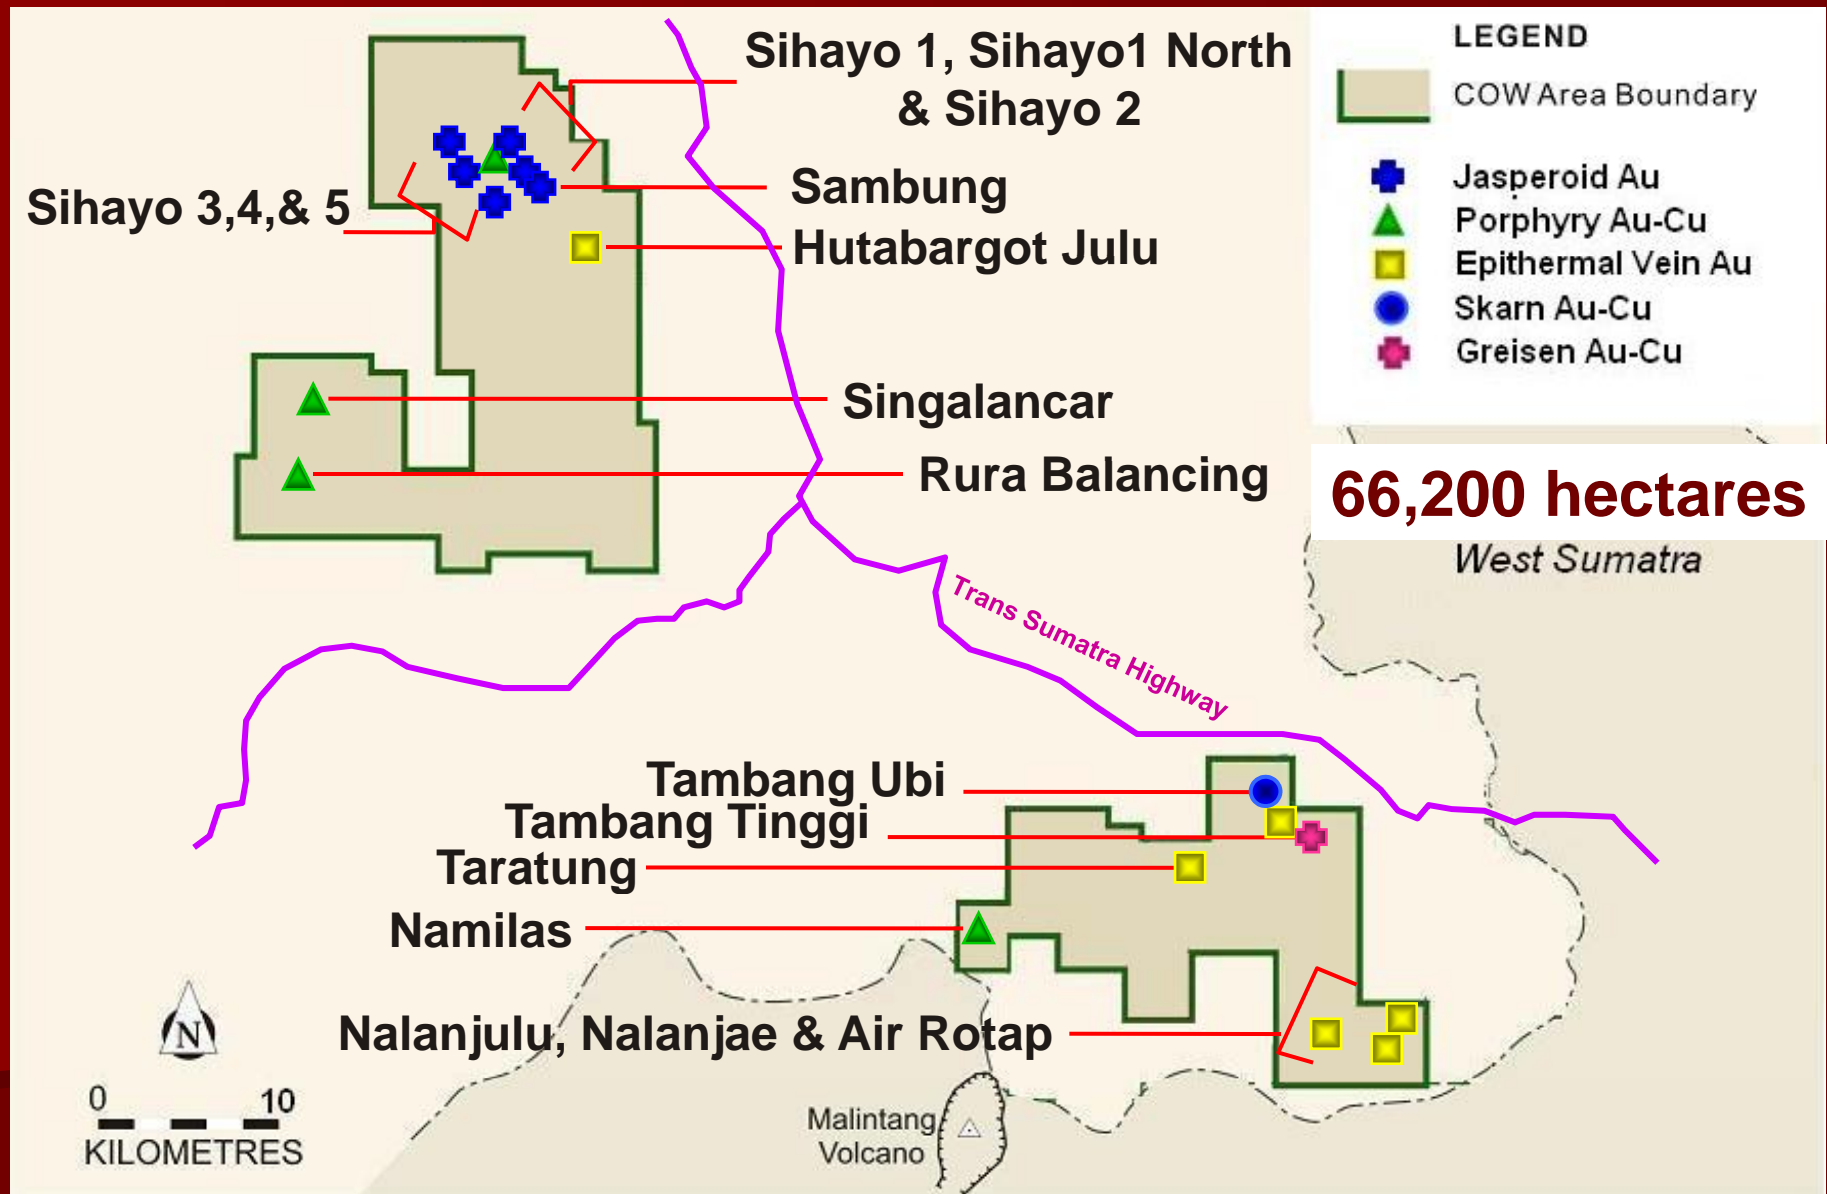 Sihayo 1, Sihayo1 North
& Sihayo 2
Sambung
Sihayo 3,4,& 5
Hutabargot Julu
Singalancar
Rura Balancing
LEGEND
COW Area Boundary
Jasperoid Au
Porphyry Au-Cu
Epithermal Vein Au
Skarn Au-Cu
Greisen Au-Cu
66,200 hectares
West Sumatra
Trans Sumatra Highway
Tambang Ubi
Tambang Tinggi
Taratung
Namilas
Nalanjulu, Nalanjae & Air Rotap
N
0 10
KILOMETRES
Malintang
Volcano